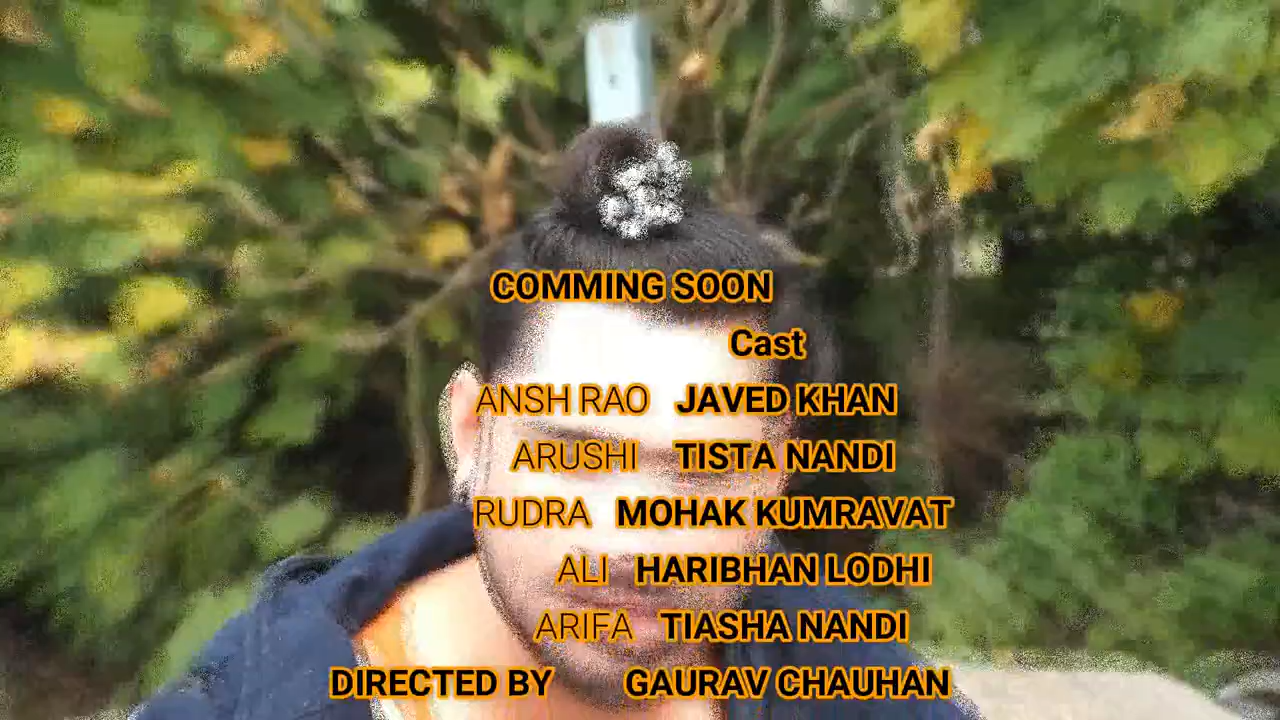 COMMING SOON
Cast
ANSH RAO JAVED KHAN
ARUSHI TISTA NANDI
RUDRA MOHAK KUMRAVAT
ALI HARIBHAN LODHI
ARIFA TIASHA NANDI
DIRECTED BY GAURAV CHAUHAN